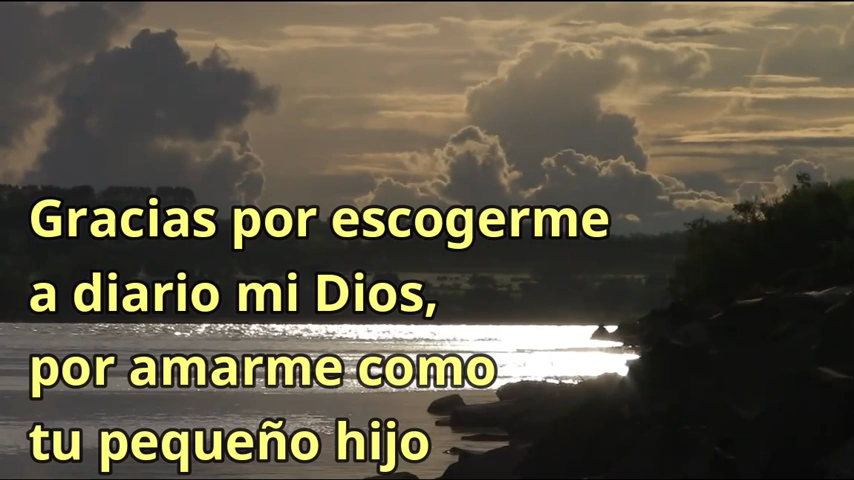 Gracias por escogerme
a diario mi Dios,
por amarme como
tu pequeño hijo